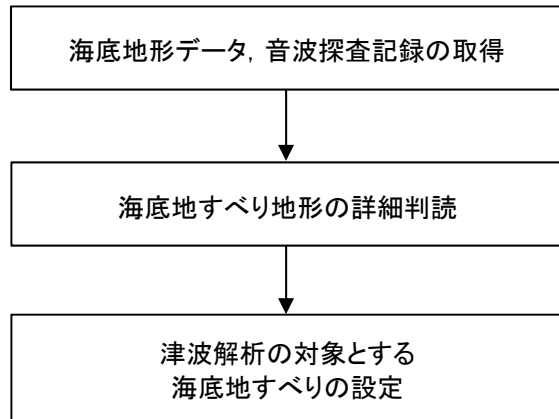 海底地形データ，音波探査記録の取得
海底地すべり地形の詳細判読
津波解析の対象とする
海底地すべりの設定